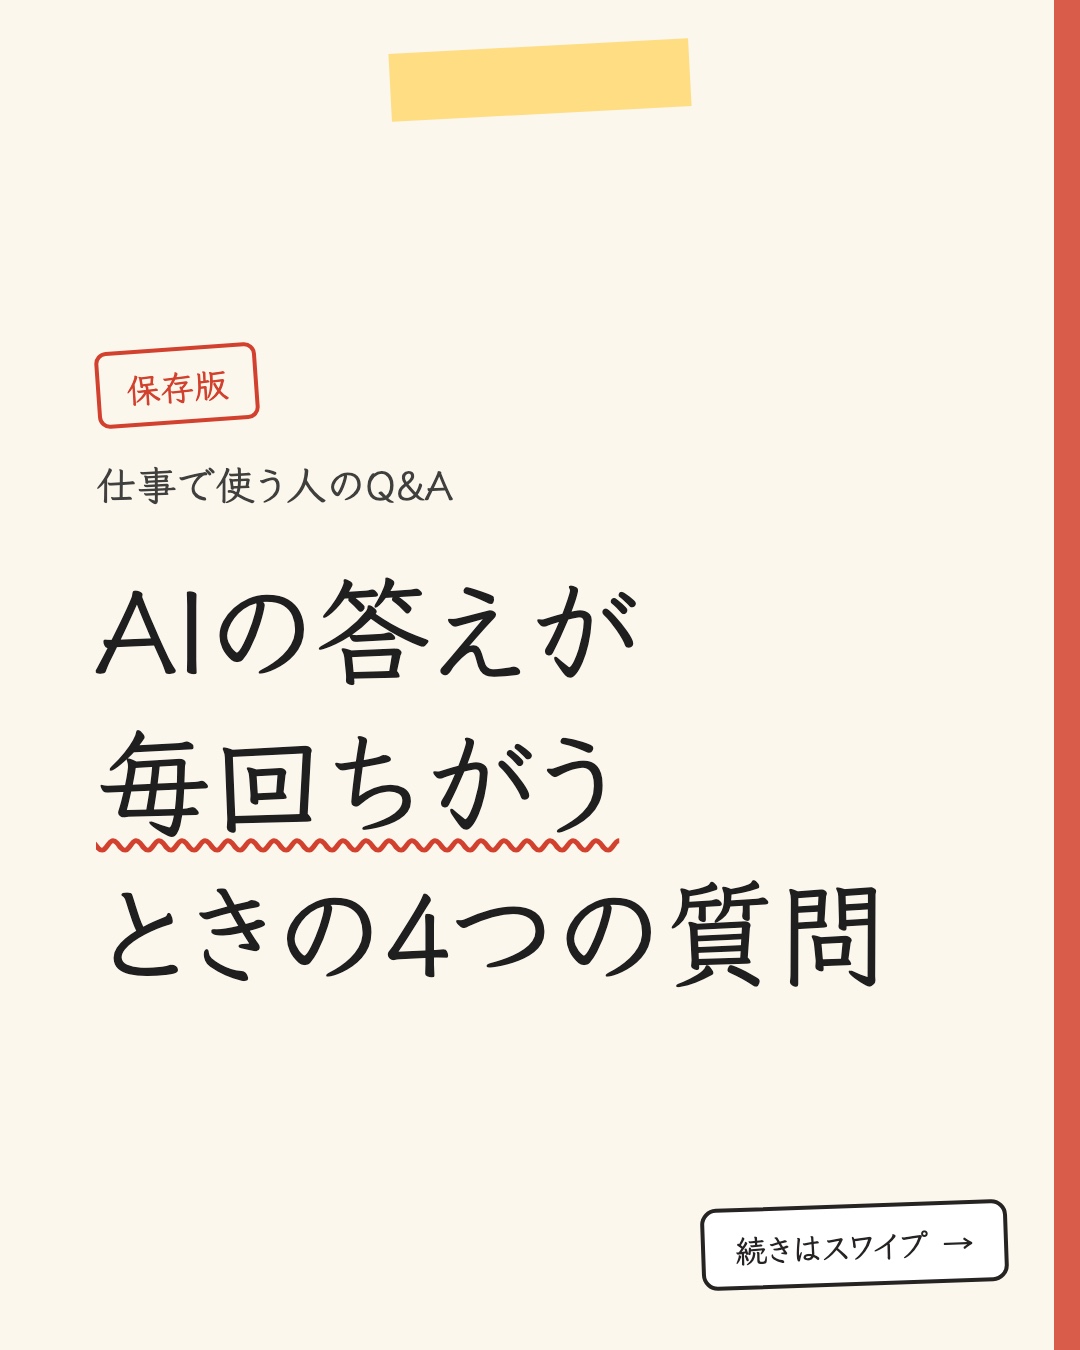 保存版
仕事で使う人のQ&A
AIの答えが
毎回ちがう
ときの4つの質問
続きはスワイプ →